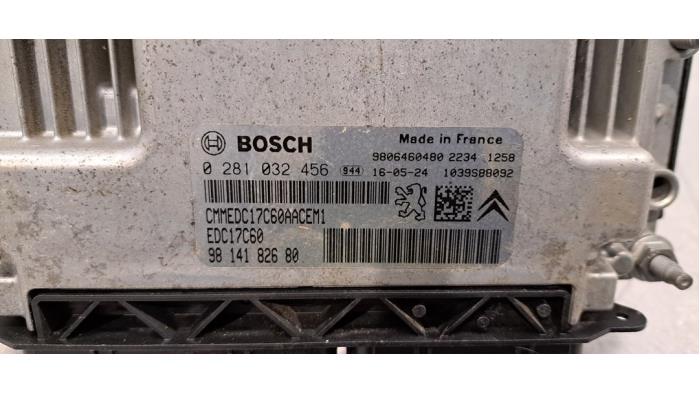 BOSCH Made in France
9806460480 2234 1258
0 281 032 456 944 16-05-24 1039S88092
CMMEDC17C60AACEM1
EDC17C60
98 141 826 80